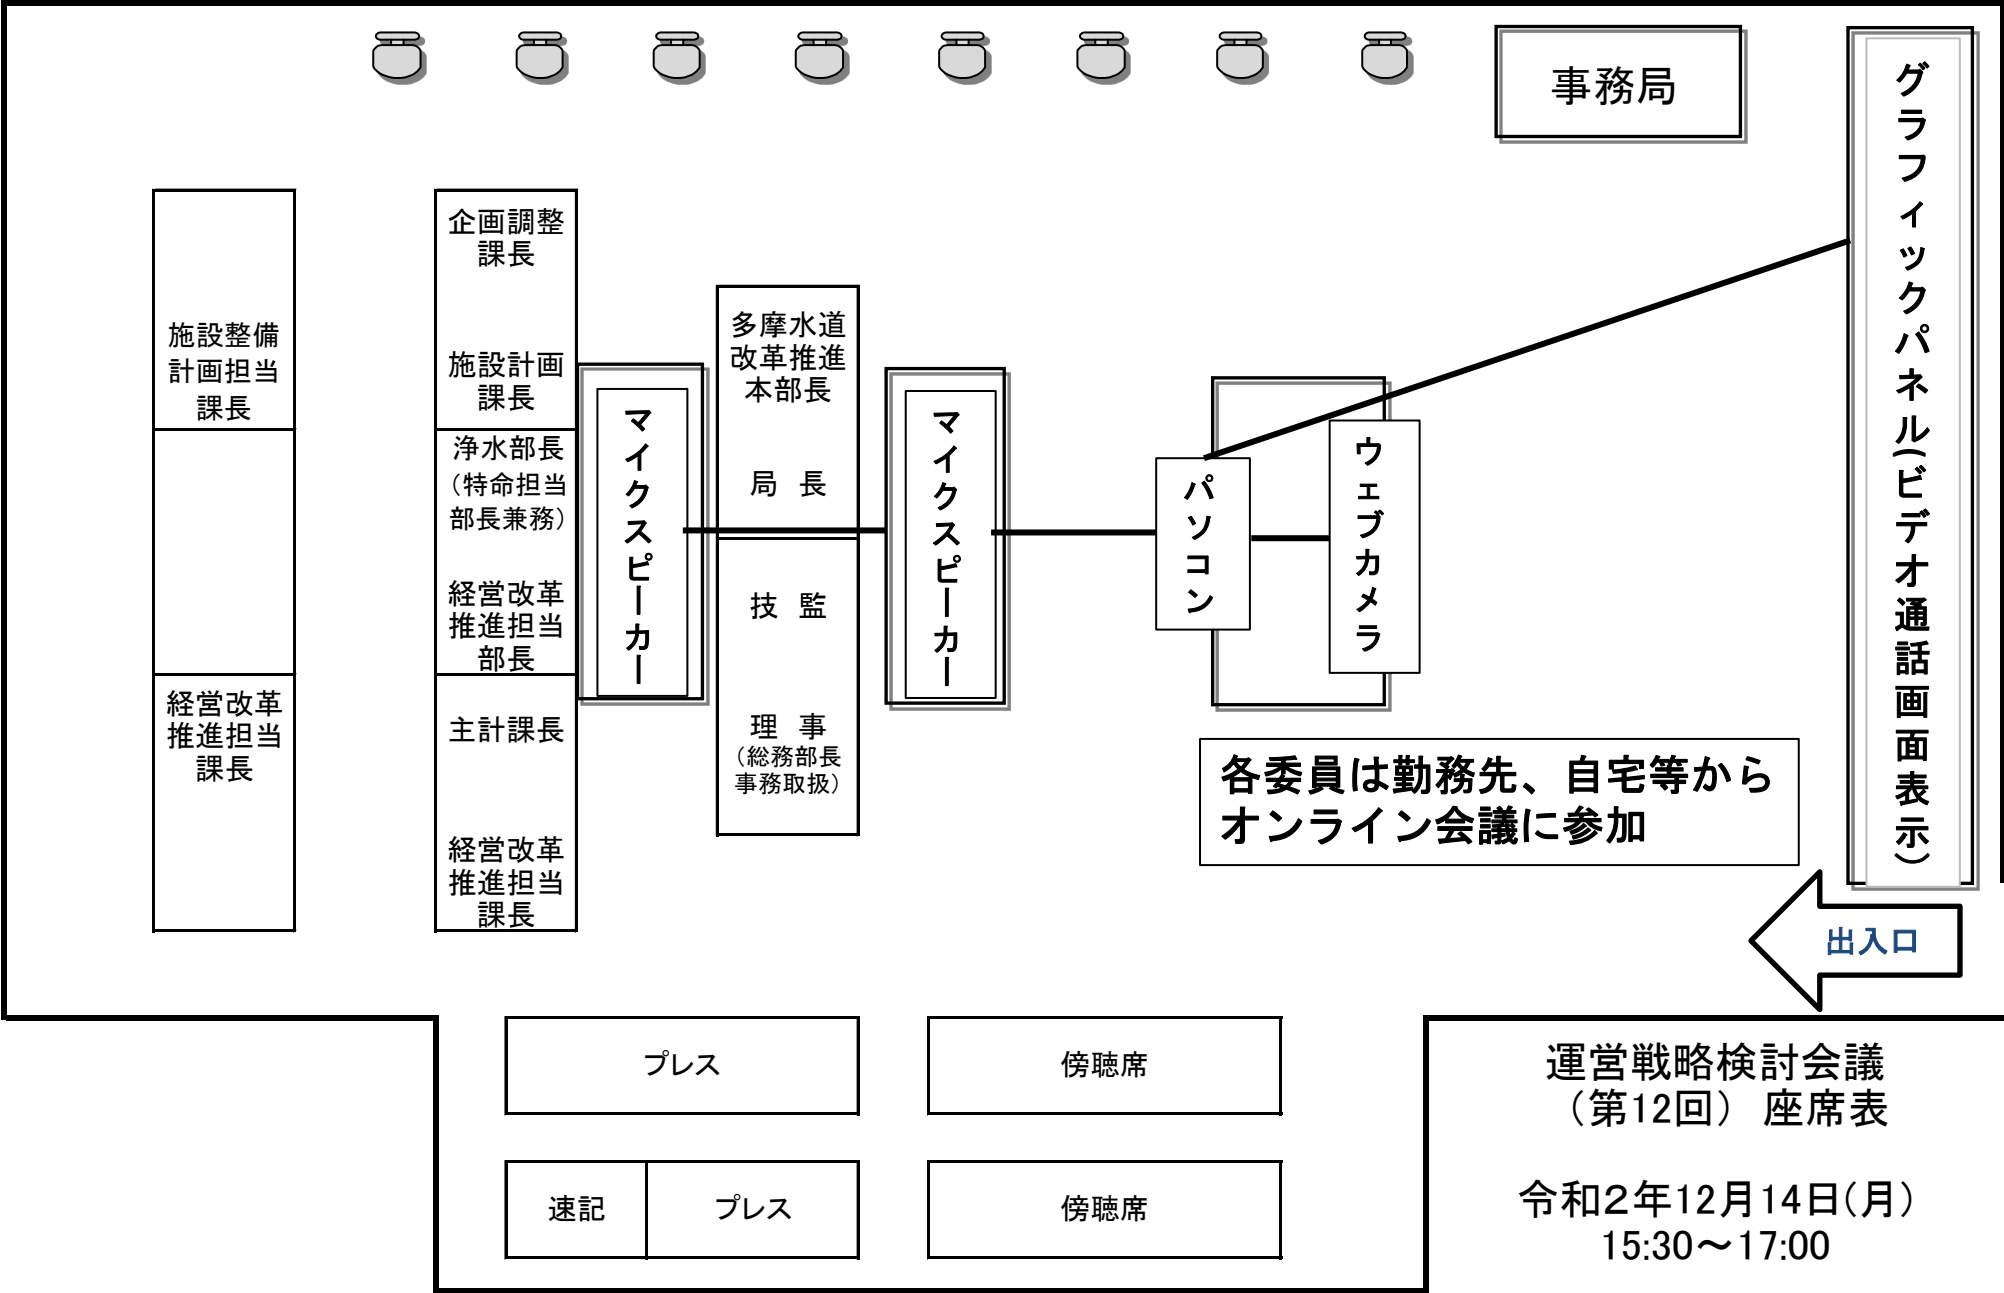 事務局
グラフィックパネル(ビデオ通話画面表示)
施設整備
計画担当
課長
経営改革
推進担当
課長
企画調整
課長
施設計画
課長
浄水部長
（特命担当
部長兼務）
経営改革
推進担当
部長
主計課長
経営改革
推進担当
課長
マイクスピーカー
多摩水道
改革推進
本部長
局　長
技　監
理　事
（総務部長
事務取扱）
マイクスピーカー
パソコン
ウェブカメラ
各委員は勤務先、自宅等から
オンライン会議に参加
出入口
プレス
傍聴席
速記
プレス
傍聴席
運営戦略検討会議
（第12回） 座席表
令和２年12月14日(月)
15:30～17:00